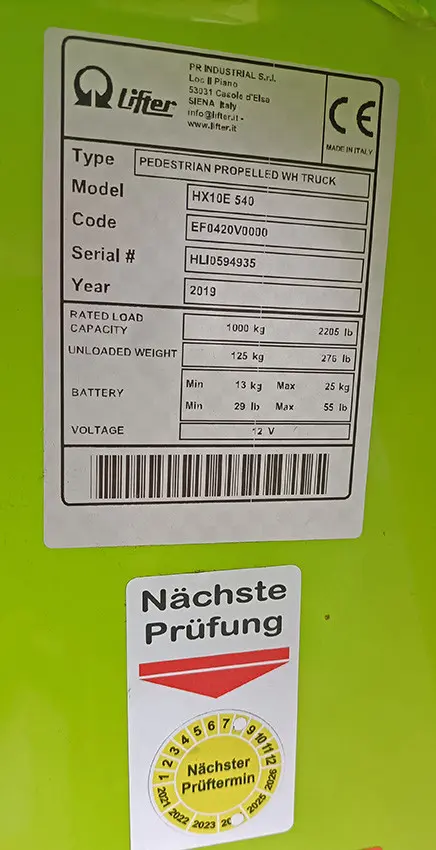 Lifter
PR INDUSTRIAL S.r.l.
Loc Il Piano
53031 Casole d'Elsa
SIENA Italy
info@lifter.it -
www.lifter.it
CE
MADE IN ITALY
Type PEDESTRIAN PROPELLED WH TRUCK
Model HX10E 540
Code EF0420V0000
Serial # HLI0594935
Year 2019
RATED LOAD
CAPACITY 1000 kg 2205 lb
UNLOADED WEIGHT 125 kg 276 lb
BATTERY Min 13 kg Max 25 kg
Min 29 lb Max 55 lb
VOLTAGE 12 V
Nächste
Prüfung
1 2 3 4 5 6 7 9 10 11 12
Nächster
Prüftermin
2021 2022 2023 2025 2026